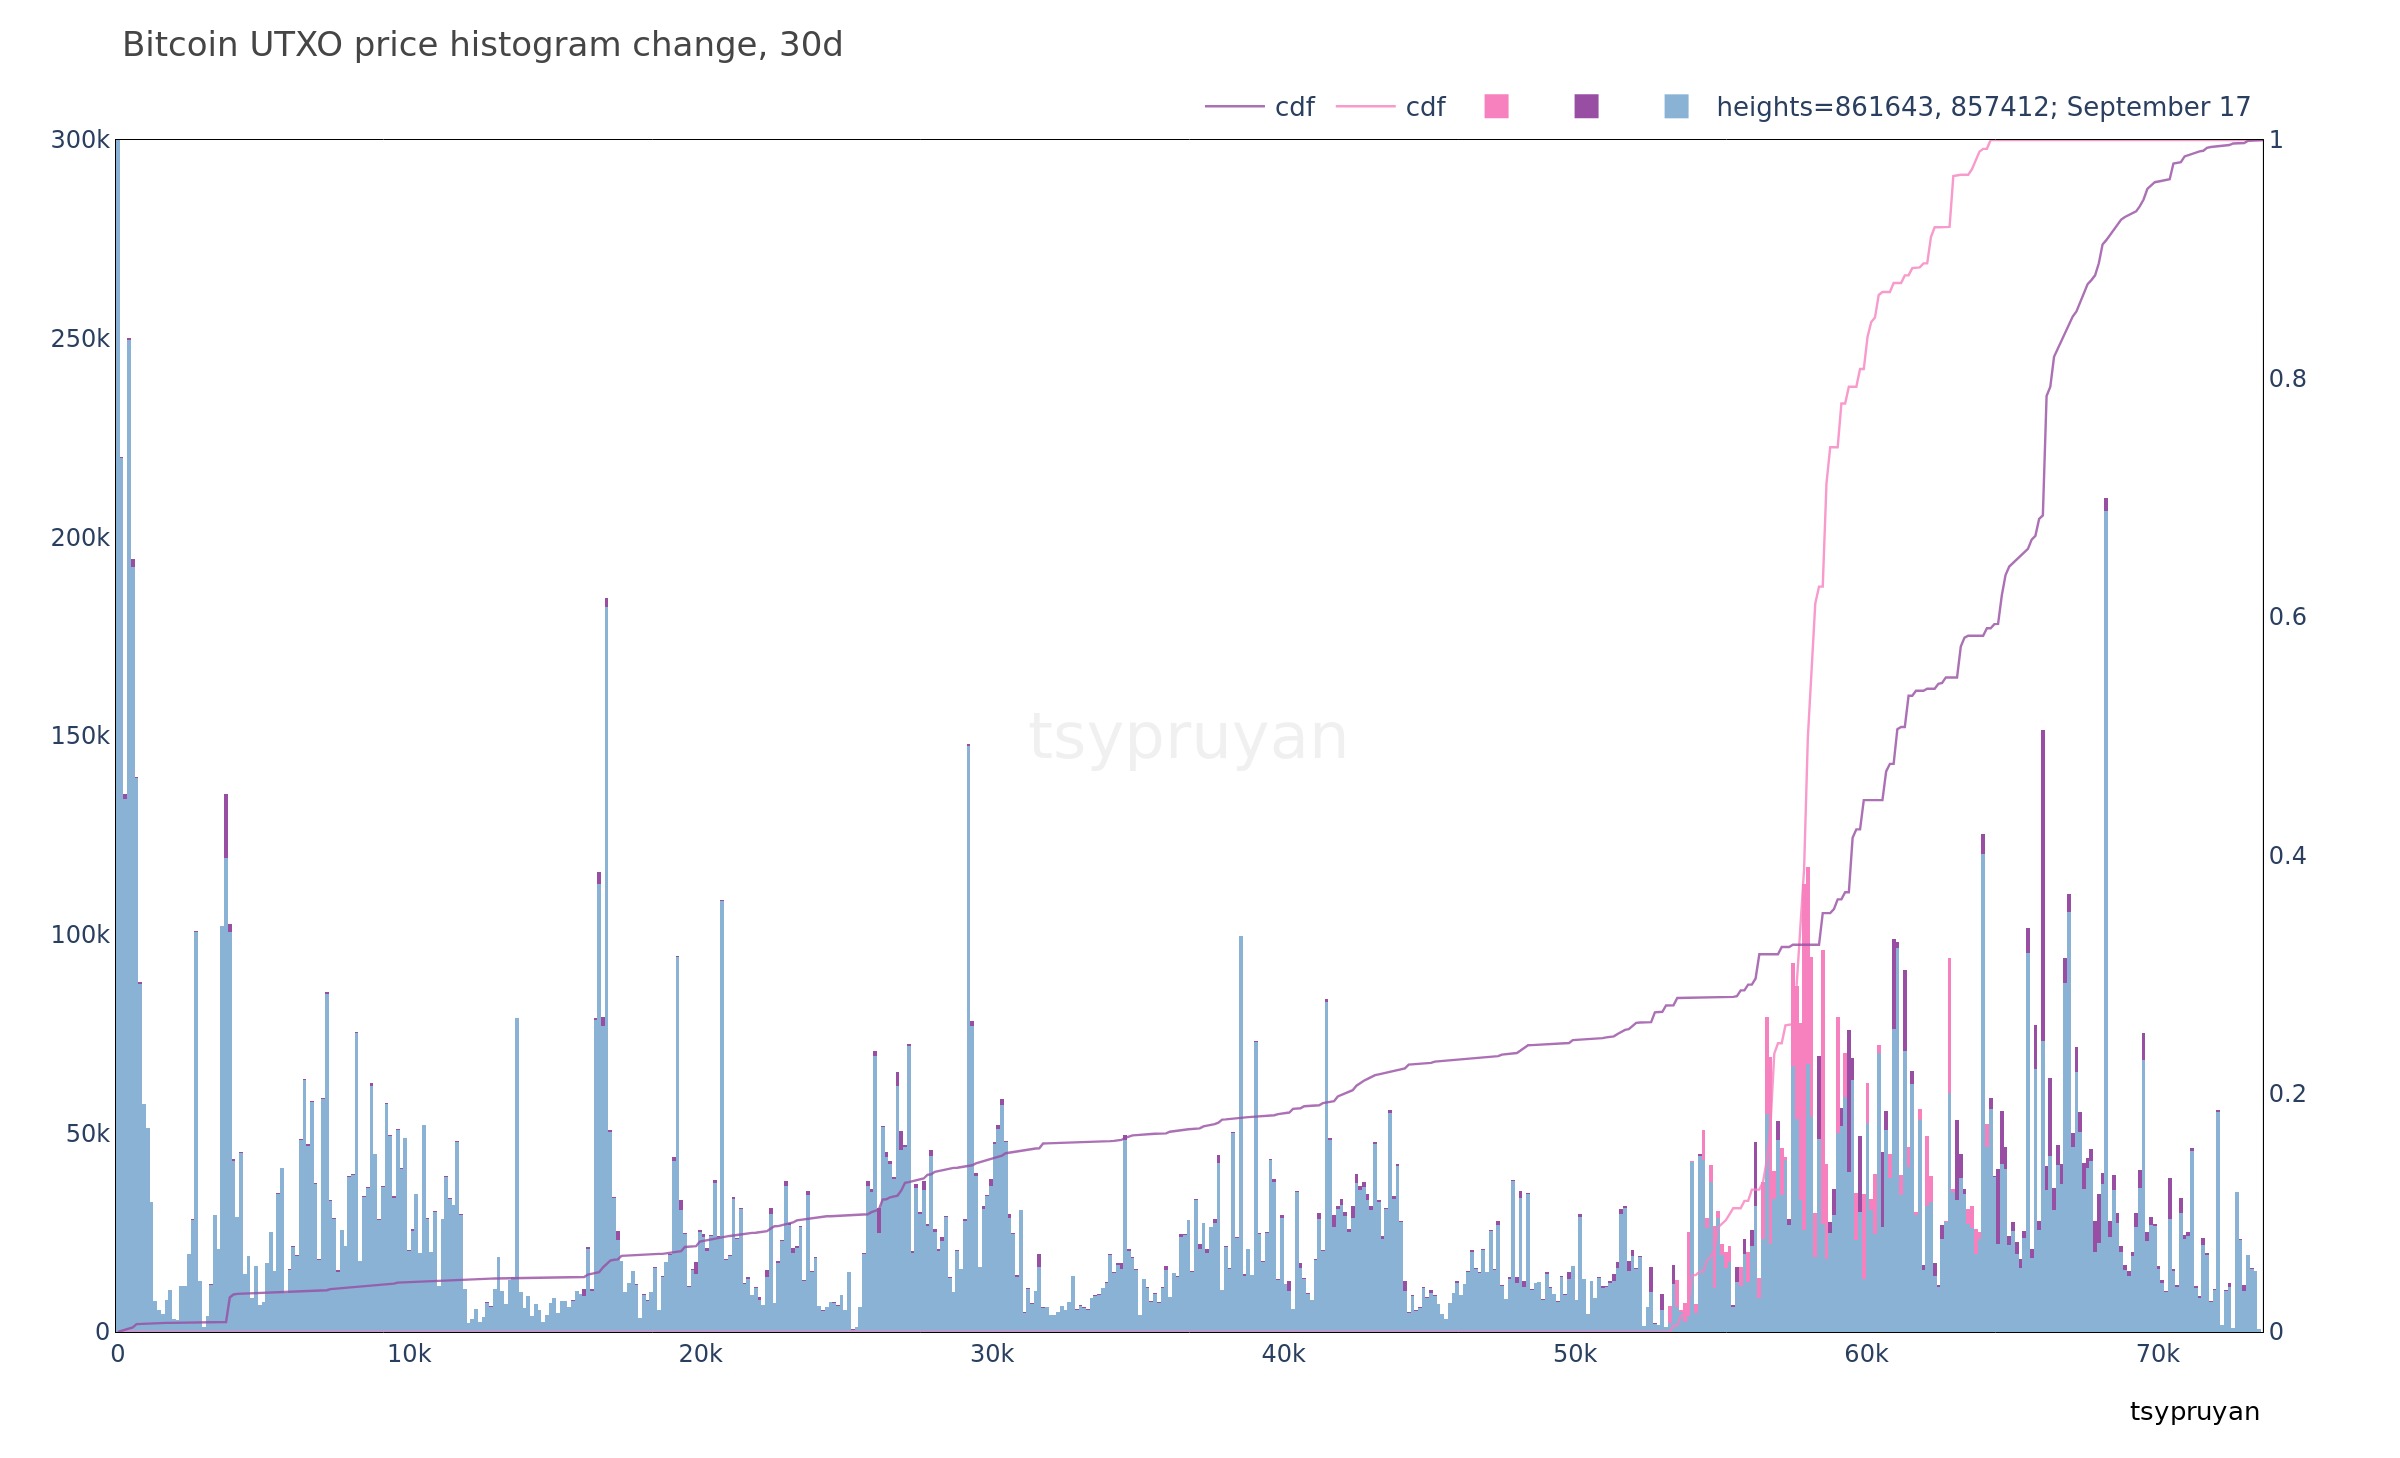 Bitcoin UTXO price histogram change, 30d
cdf cdf heights=861643, 857412; September 17
300k 1
250k
0.8
200k
0.6
150k
tsypruyan
0.4
100k
0.2
50k
0 0
0 10k 20k 30k 40k 50k 60k 70k
tsypruyan